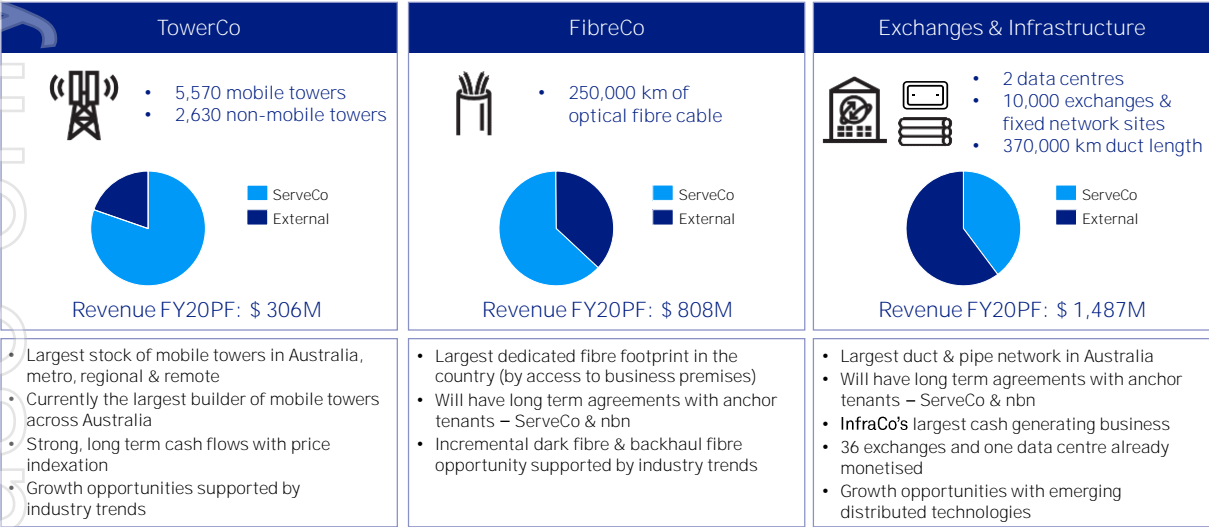 TowerCo
• 5,570 mobile towers
• 2,630 non-mobile towers
ServeCo
External
Revenue FY20PF: $ 306M
• Largest stock of mobile towers in Australia,
metro, regional & remote
• Currently the largest builder of mobile towers
across Australia
• Strong, long term cash flows with price
indexation
• Growth opportunities supported by
industry trends
FibreCo
• 250,000 km of
optical fibre cable
ServeCo
External
Revenue FY20PF: $ 808M
• Largest dedicated fibre footprint in the
country (by access to business premises)
• Will have long term agreements with anchor
tenants – ServeCo & nbn
• Incremental dark fibre & backhaul fibre
opportunity supported by industry trends
Exchanges & Infrastructure
• 2 data centres
• 10,000 exchanges &
fixed network sites
• 370,000 km duct length
ServeCo
External
Revenue FY20PF: $ 1,487M
• Largest duct & pipe network in Australia
• Will have long term agreements with anchor
tenants – ServeCo & nbn
• InfraCo's largest cash generating business
• 36 exchanges and one data centre already
monetised
• Growth opportunities with emerging
distributed technologies